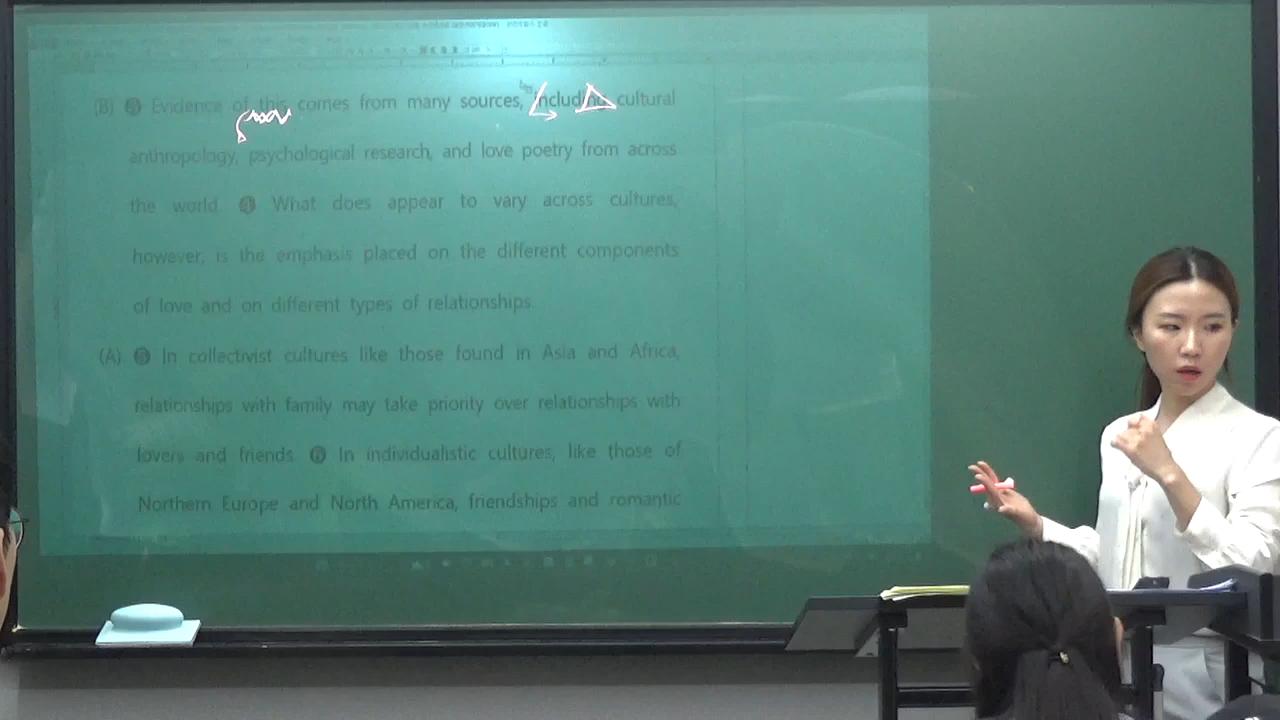 (B) ❸ Evidence of this comes from many sources, including cultural
anthropology, psychological research, and love poetry from across
the world. ❹ What does appear to vary across cultures,
however, is the emphasis placed on the different components
of love and on different types of relationships.
(A) ❺ In collectivist cultures like those found in Asia and Africa,
relationships with family may take priority over relationships with
lovers and friends. ❻ In individualistic cultures, like those of
Northern Europe and North America, friendships and romantic